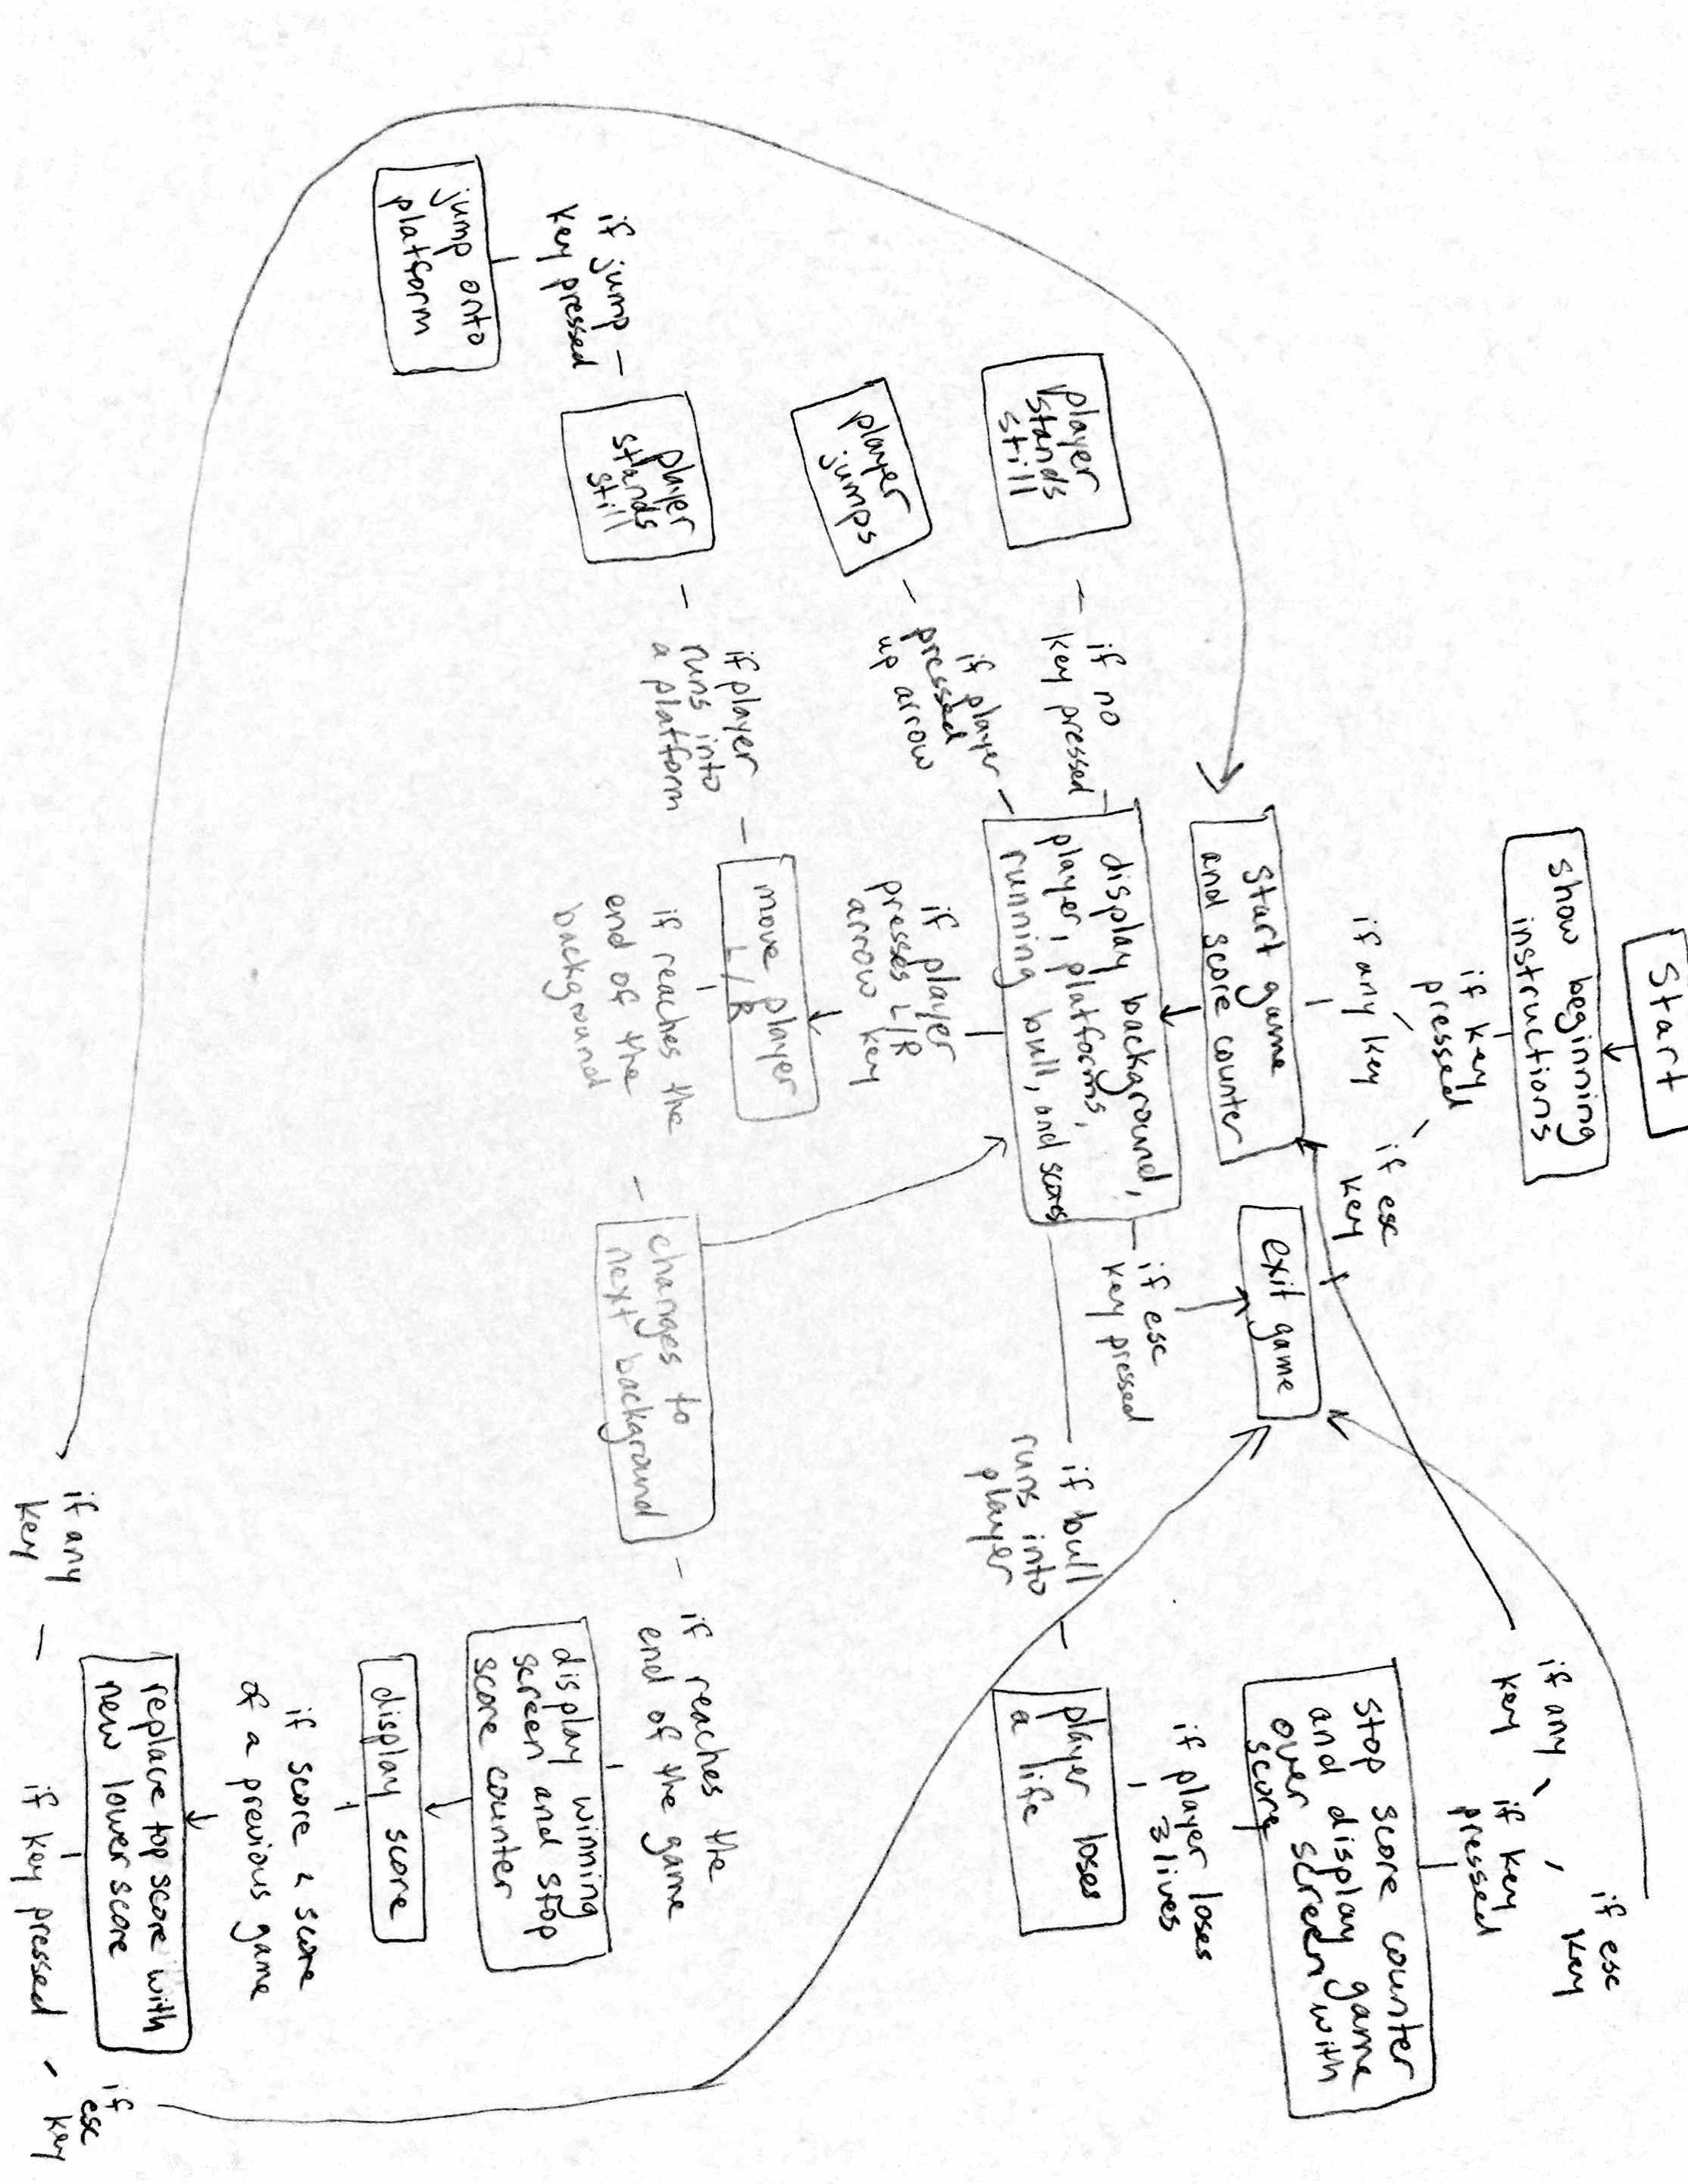 Start
show beginning
instructions
if key
pressed
if any key
if esc
key
start game
and score counter
exit game
display background,
player, platforms,
running bull, and scores
if esc
key pressed
if no
key pressed
player
stands
still
if player
pressed
up arrow
player
jumps
if player
presses L/R
arrow key
move player
L/R
if player
runs into
a platform
player
stands
still
if jump
key pressed
jump onto
platform
if reaches the
end of the
background
changes to
next background
if bull
runs into
player
player loses
a life
if player loses
3 lives
stop score counter
and display game
over screen with
score
if key
pressed
if any
key
if esc
key
if reaches the
end of the game
display winning
screen and stop
score counter
display score
if score < score
of a previous game
replace top score with
new lower score
if key pressed
if any
key
if
esc
key